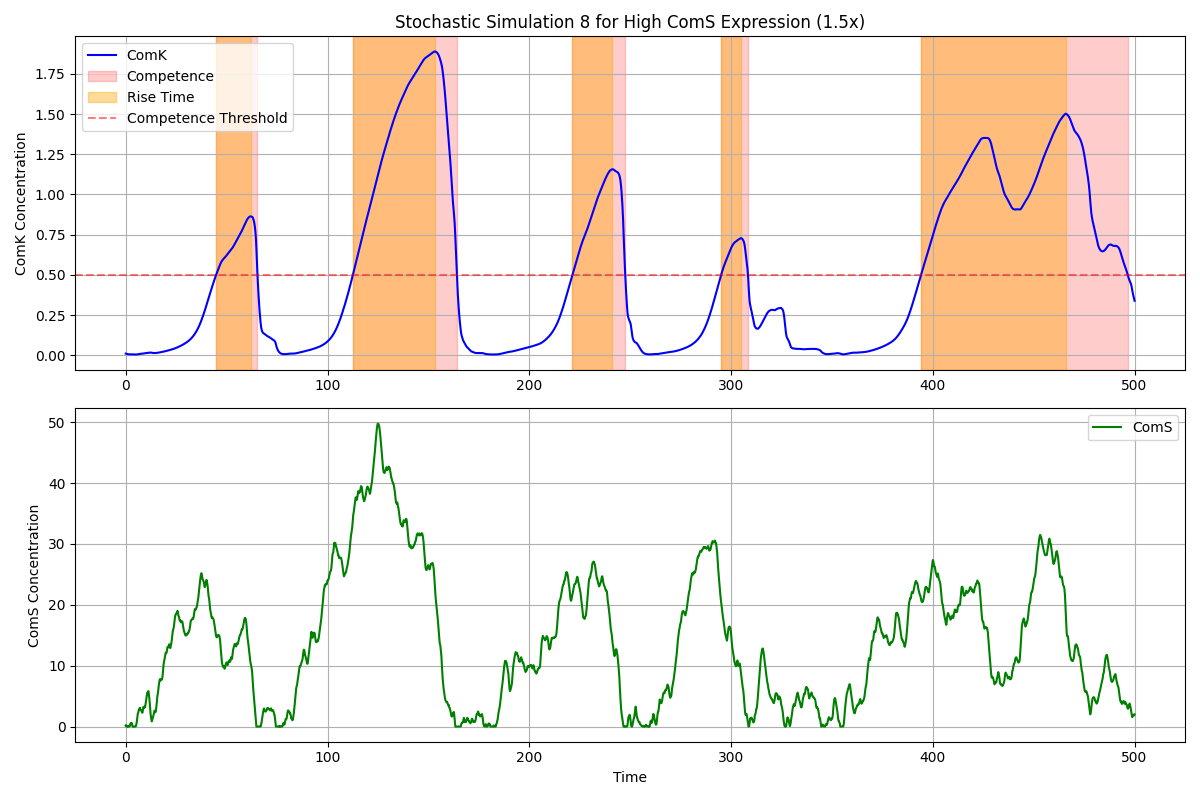 Stochastic Simulation 8 for High ComS Expression (1.5x)
ComK
Competence
Rise Time
Competence Threshold
ComK Concentration
1.75
1.50
1.25
1.00
0.75
0.50
0.25
0.00
0 100 200 300 400 500
ComS
ComS Concentration
50
40
30
20
10
0
0 100 200 300 400 500
Time